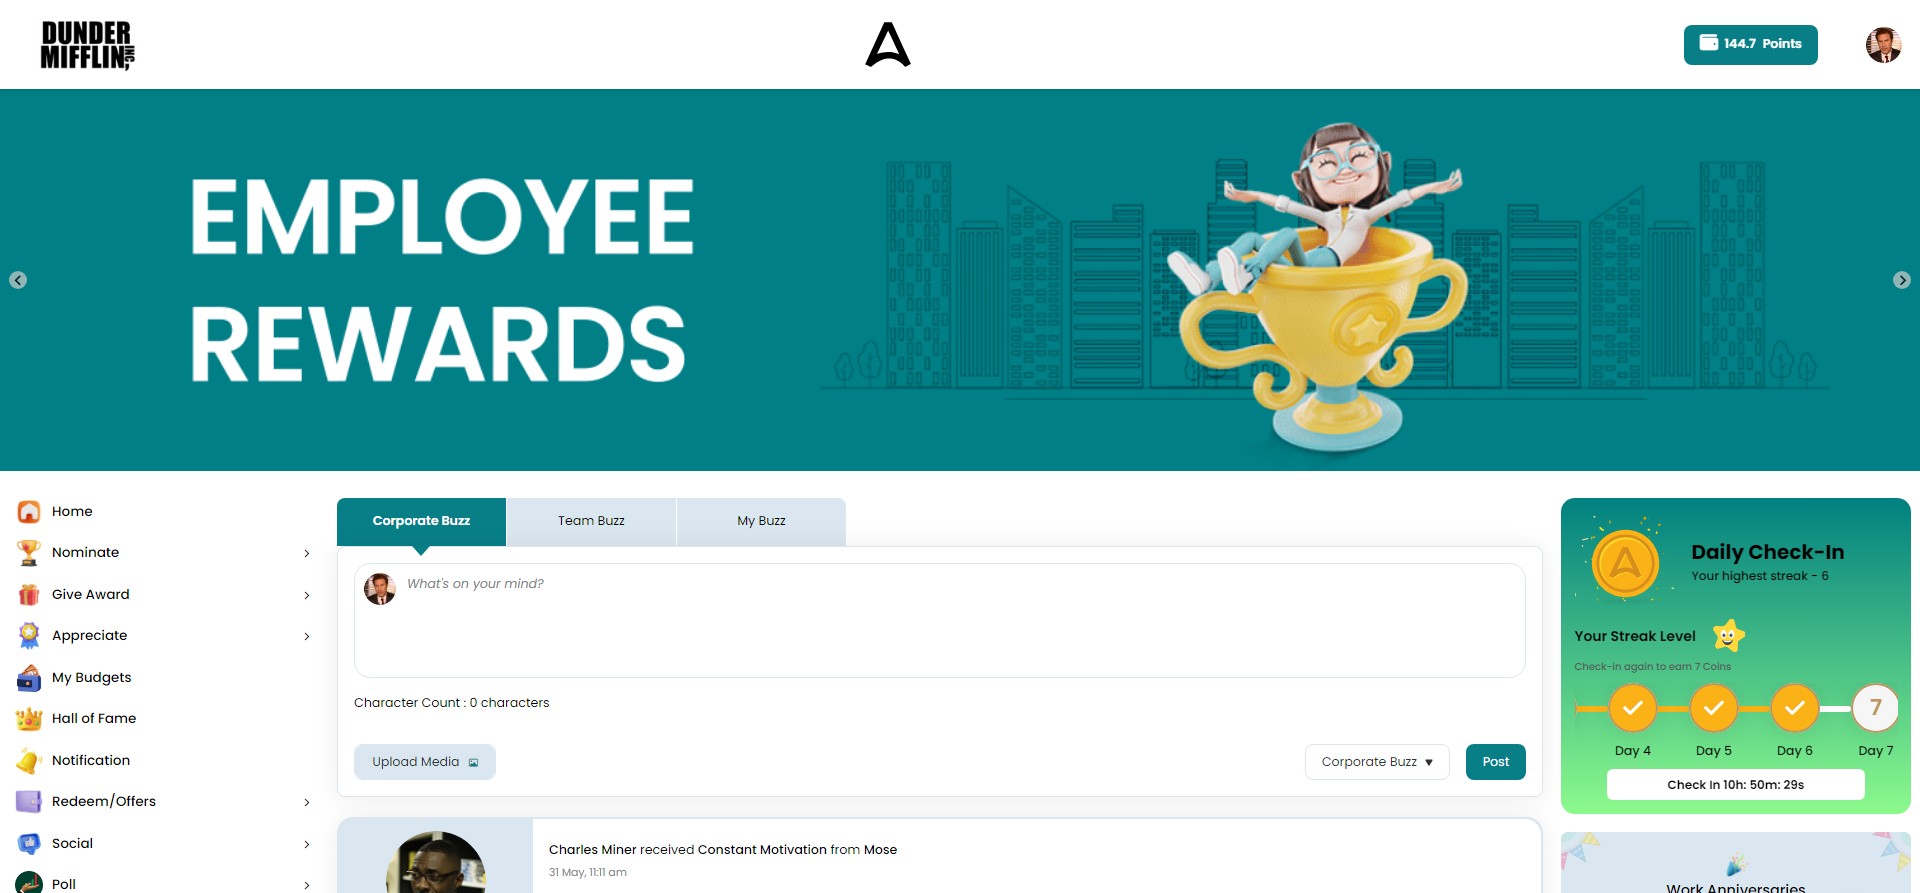 DUNDER
MIFFLIN INC,
144.7 Points
EMPLOYEE
REWARDS
Home
Nominate
Give Award
Appreciate
My Budgets
Hall of Fame
Notification
Redeem/Offers
Social
Poll
Corporate Buzz
Team Buzz
My Buzz
What's on your mind?
Character Count : 0 characters
Upload Media
Corporate Buzz
Post
Charles Miner received Constant Motivation from Mose
31 May, 11:11 am
Daily Check-In
Your highest streak - 6
Your Streak Level
Check-in again to earn 7 Coins
7
Day 4
Day 5
Day 6
Day 7
Check In 10h: 50m: 29s
Work Anniversaries